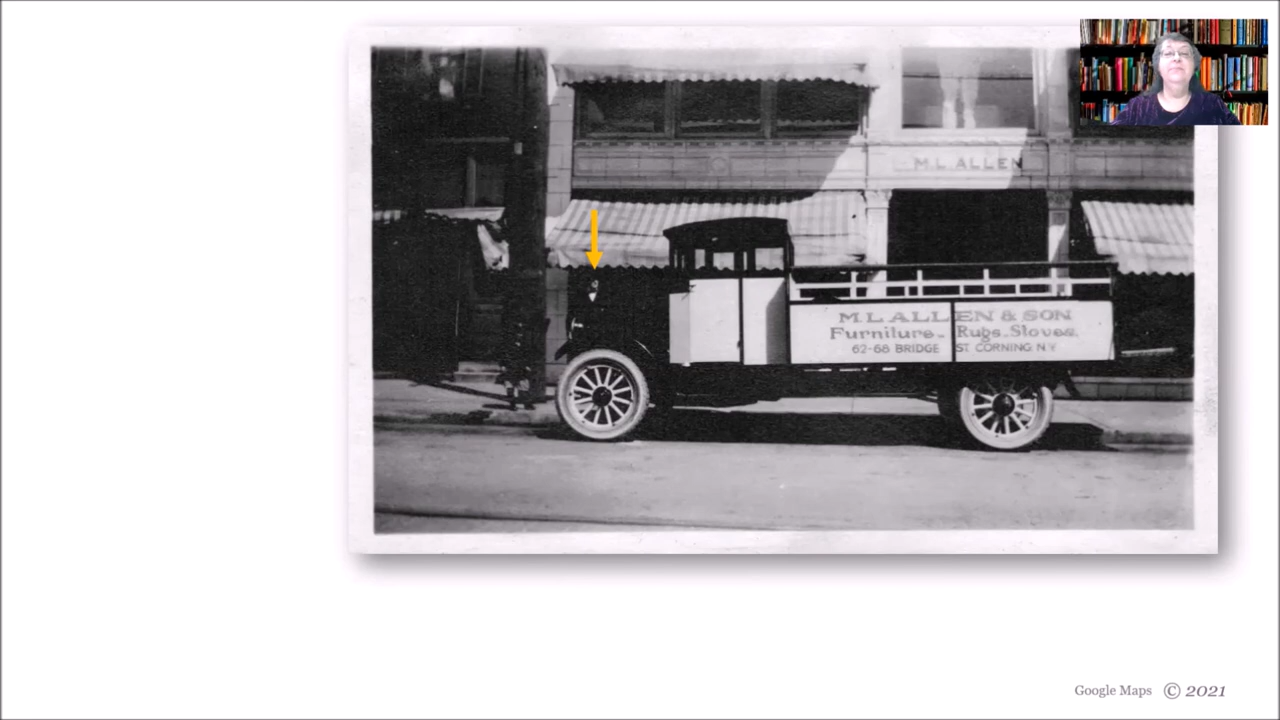 M.L. ALLEN
M.L. ALLEN & SON
Furniture - Rugs - Stoves.
62-68 BRIDGE ST CORNING N.Y
Google Maps © 2021